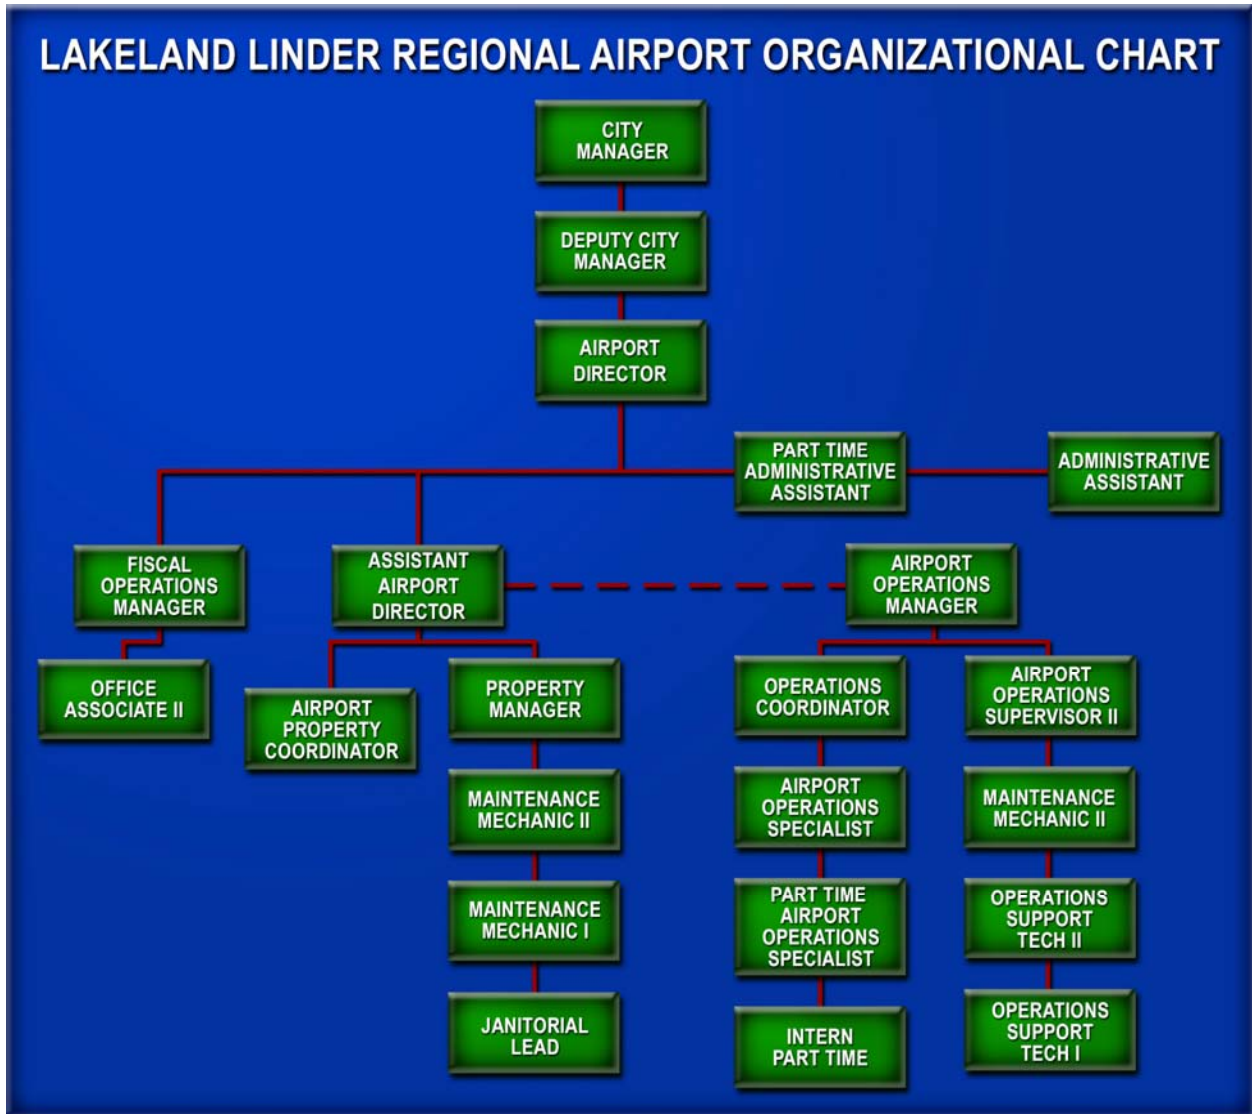 LAKELAND LINDER REGIONAL AIRPORT ORGANIZATIONAL CHART
CITY
MANAGER
DEPUTY CITY
MANAGER
AIRPORT
DIRECTOR
PART TIME
ADMINISTRATIVE
ASSISTANT
ADMINISTRATIVE
ASSISTANT
FISCAL
OPERATIONS
MANAGER
ASSISTANT
AIRPORT
DIRECTOR
AIRPORT
OPERATIONS
MANAGER
OFFICE
ASSOCIATE II
AIRPORT
PROPERTY
COORDINATOR
PROPERTY
MANAGER
OPERATIONS
COORDINATOR
AIRPORT
OPERATIONS
SUPERVISOR II
MAINTENANCE
MECHANIC II
AIRPORT
OPERATIONS
SPECIALIST
MAINTENANCE
MECHANIC II
MAINTENANCE
MECHANIC I
PART TIME
AIRPORT
OPERATIONS
SPECIALIST
OPERATIONS
SUPPORT
TECH II
JANITORIAL
LEAD
INTERN
PART TIME
OPERATIONS
SUPPORT
TECH I